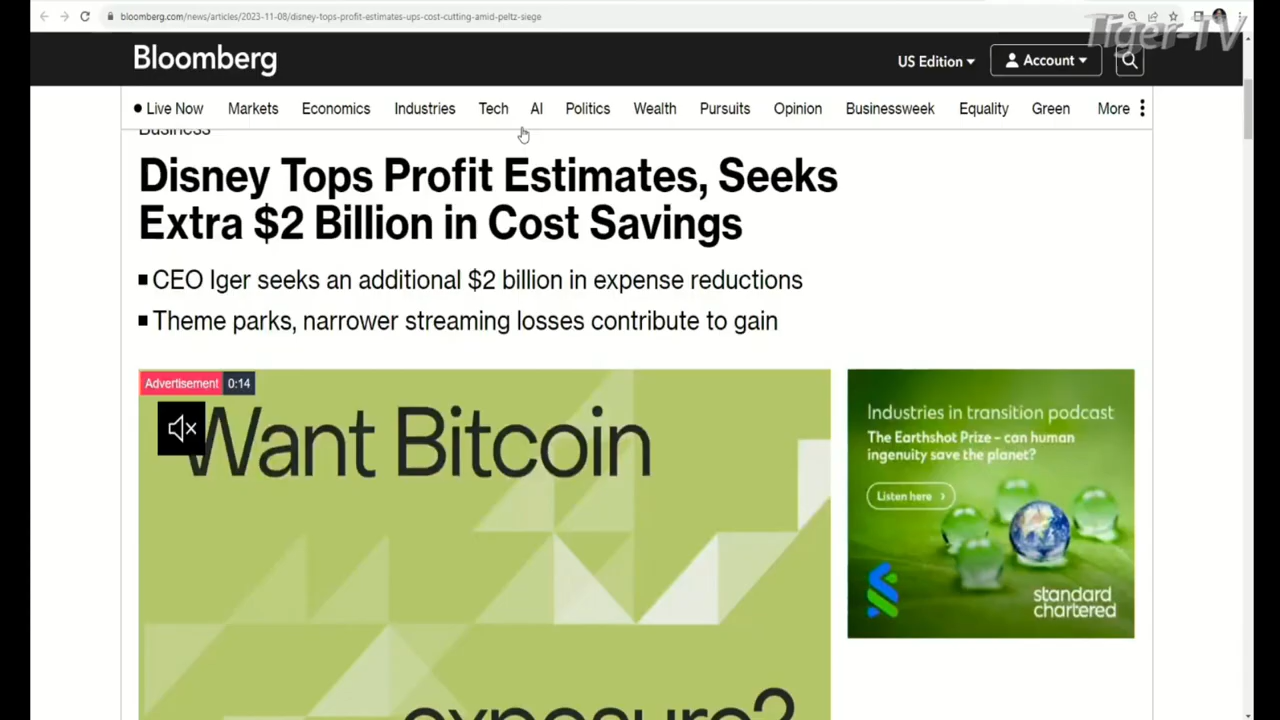 bloomberg.com/news/articles/2023-11-08/disney-tops-profit-estimates-ups-cost-cutting-amid-peltz-siege
Tiger-TV
Bloomberg
US Edition
Account
Live Now Markets Economics Industries Tech AI Politics Wealth Pursuits Opinion Businessweek Equality Green More
Business
Disney Tops Profit Estimates, Seeks
Extra $2 Billion in Cost Savings
CEO Iger seeks an additional $2 billion in expense reductions
Theme parks, narrower streaming losses contribute to gain
Advertisement 0:14
Want Bitcoin
exposure?
Industries in transition podcast
The Earthshot Prize – can human
ingenuity save the planet?
Listen here
standard
chartered